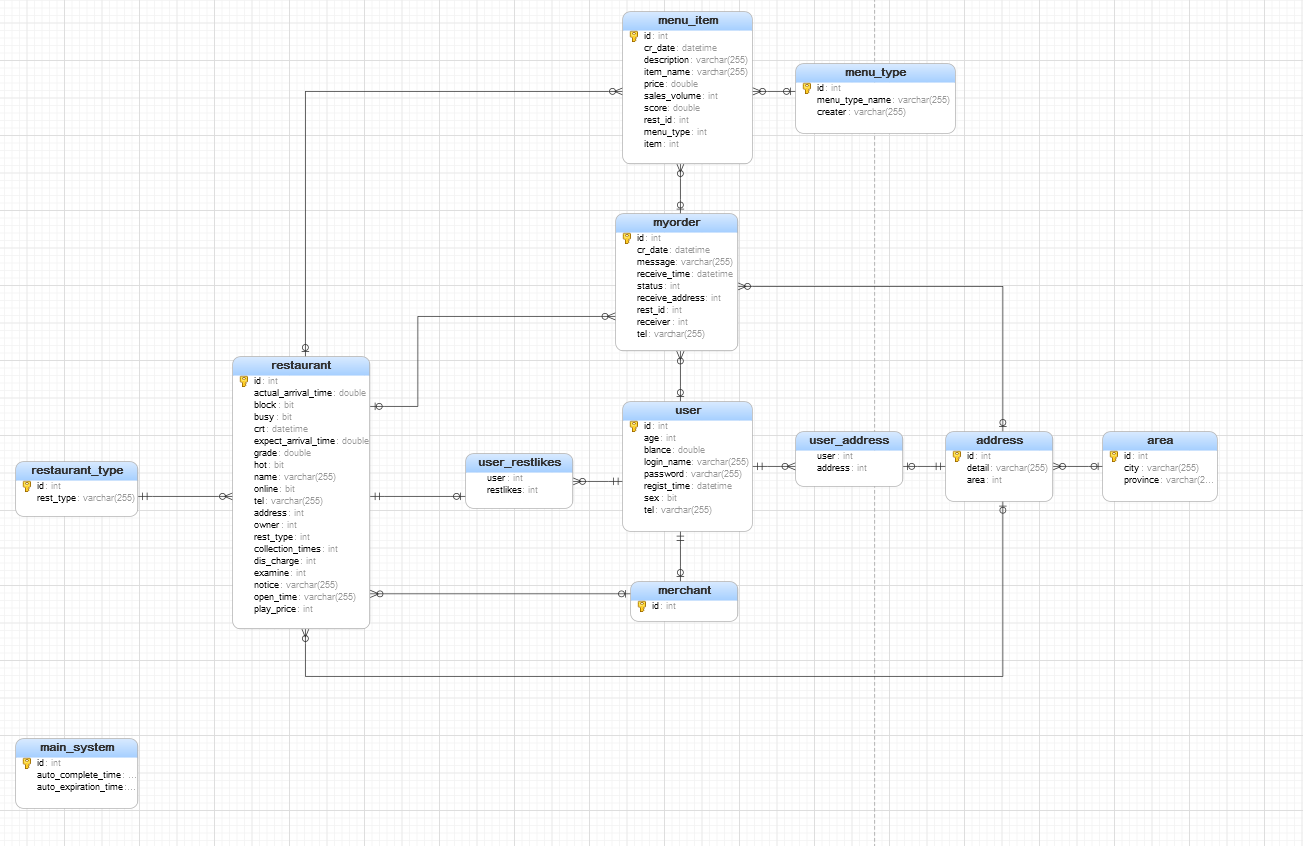 menu_item
id: int
cr_date: datetime
description: varchar(255)
item_name: varchar(255)
price: double
sales_volume: int
score: double
rest_id: int
menu_type: int
item: int
menu_type
id: int
menu_type_name: varchar(255)
creater: varchar(255)
myorder
id: int
cr_date: datetime
message: varchar(255)
receive_time: datetime
status: int
receive_address: int
rest_id: int
receiver: int
tel: varchar(255)
restaurant
id: int
actual_arrival_time: double
block: bit
busy: bit
crt: datetime
expect_arrival_time: double
grade: double
hot: bit
name: varchar(255)
online: bit
tel: varchar(255)
address: int
owner: int
rest_type: int
collection_times: int
dis_charge: int
examine: int
notice: varchar(255)
open_time: varchar(255)
play_price: int
restaurant_type
id: int
rest_type: varchar(255)
user_restlikes
user: int
restlikes: int
user
id: int
age: int
blance: double
login_name: varchar(255)
password: varchar(255)
regist_time: datetime
sex: bit
tel: varchar(255)
user_address
user: int
address: int
address
id: int
detail: varchar(255)
area: int
area
id: int
city: varchar(255)
province: varchar(2...
merchant
id: int
main_system
id: int
auto_complete_time: ...
auto_expiration_time:...